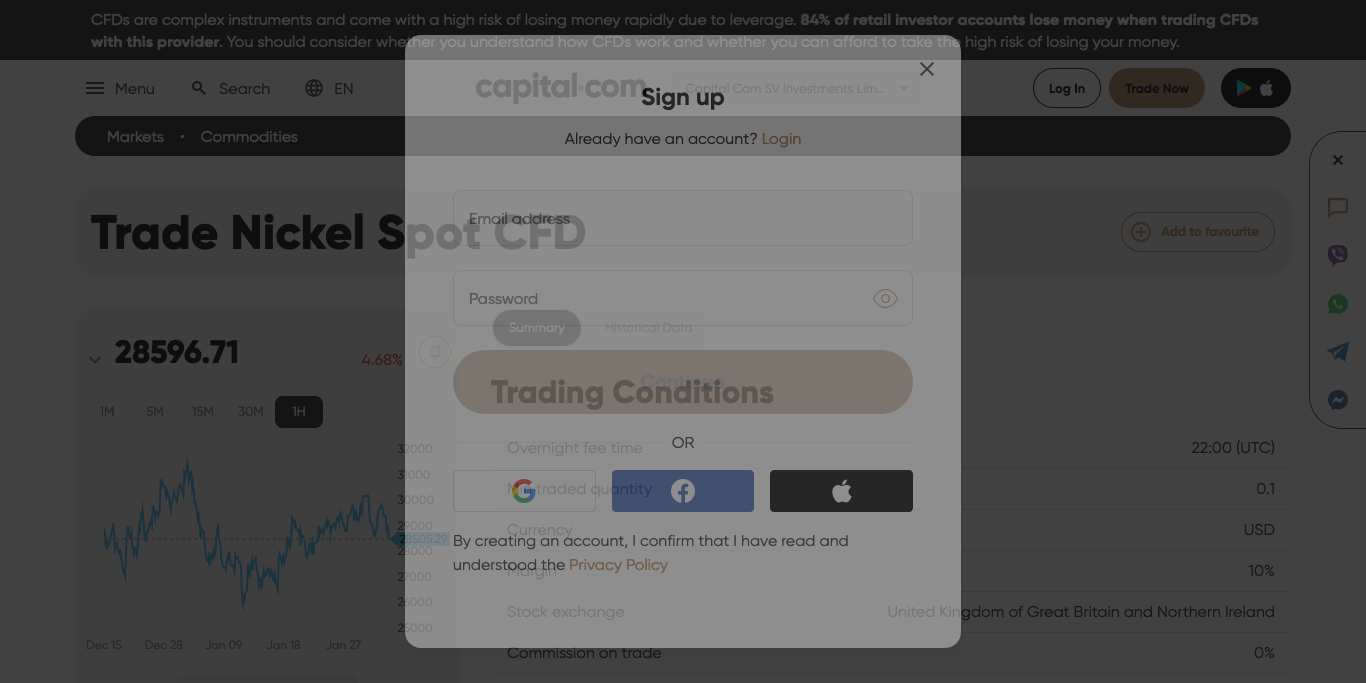 CFDs are complex instruments and come with a high risk of losing money rapidly due to leverage. 84% of retail investor accounts lose money when trading CFDs
with this provider. You should consider whether you understand how CFDs work and whether you can afford to take the high risk of losing your money.
Menu
Search
EN
capital.com
Capital Com SV Investments Lim...
Log In
Trade Now
Sign up
Markets • Commodities
Already have an account? Login
Trade Nickel Spot CFD
Add to favourite
Email address
Password
Summary
Historical Data
28596.71
4.68%
Continue
Trading Conditions
1M
5M
15M
30M
1H
OR
Overnight fee time
22:00 (UTC)
Min traded quantity
0.1
Currency
USD
By creating an account, I confirm that I have read and
understood the Privacy Policy
Margin
10%
Stock exchange
United Kingdom of Great Britain and Northern Ireland
Commission on trade
0%
32000
31000
30000
29000
28505.29
28000
27000
26000
25000
Dec 15
Dec 28
Jan 09
Jan 18
Jan 27